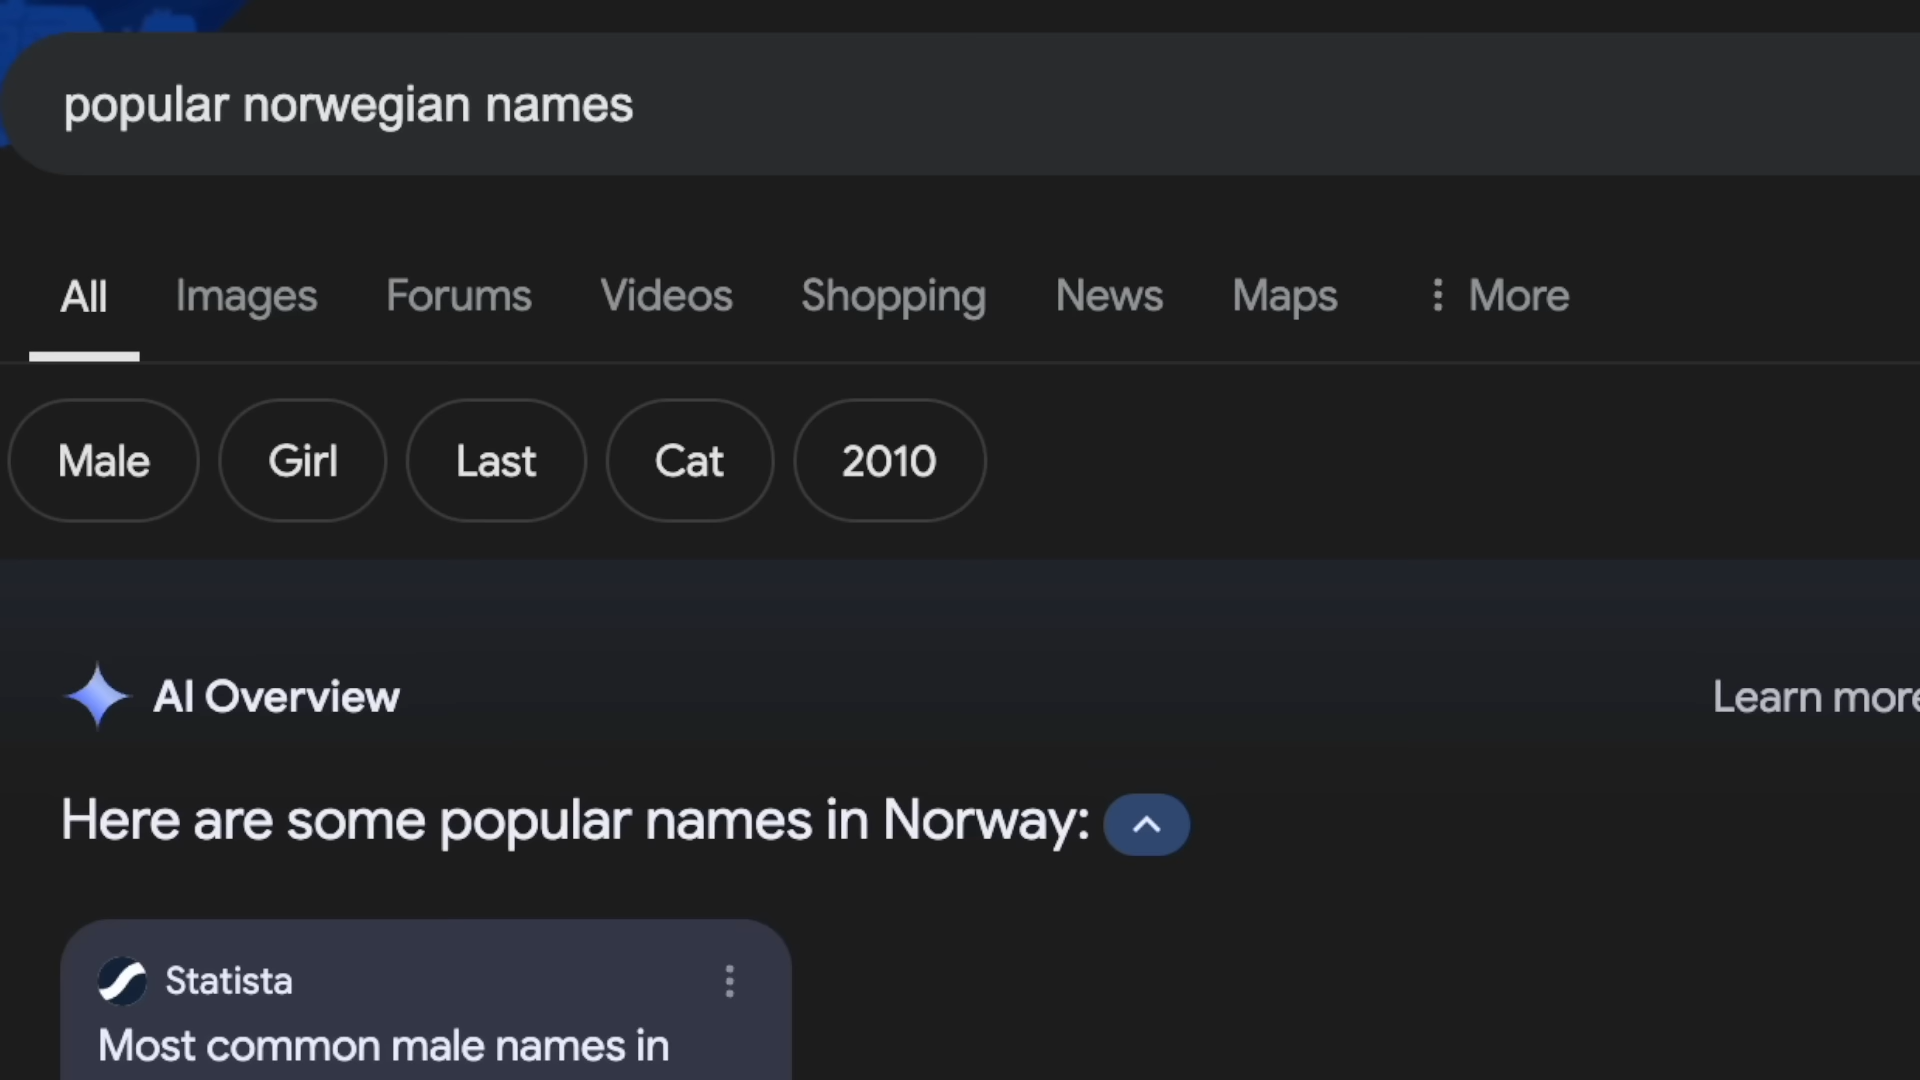 popular norwegian names
All Images Forums Videos Shopping News Maps More
Male Girl Last Cat 2010
AI Overview Learn more
Here are some popular names in Norway:
Statista
Most common male names in